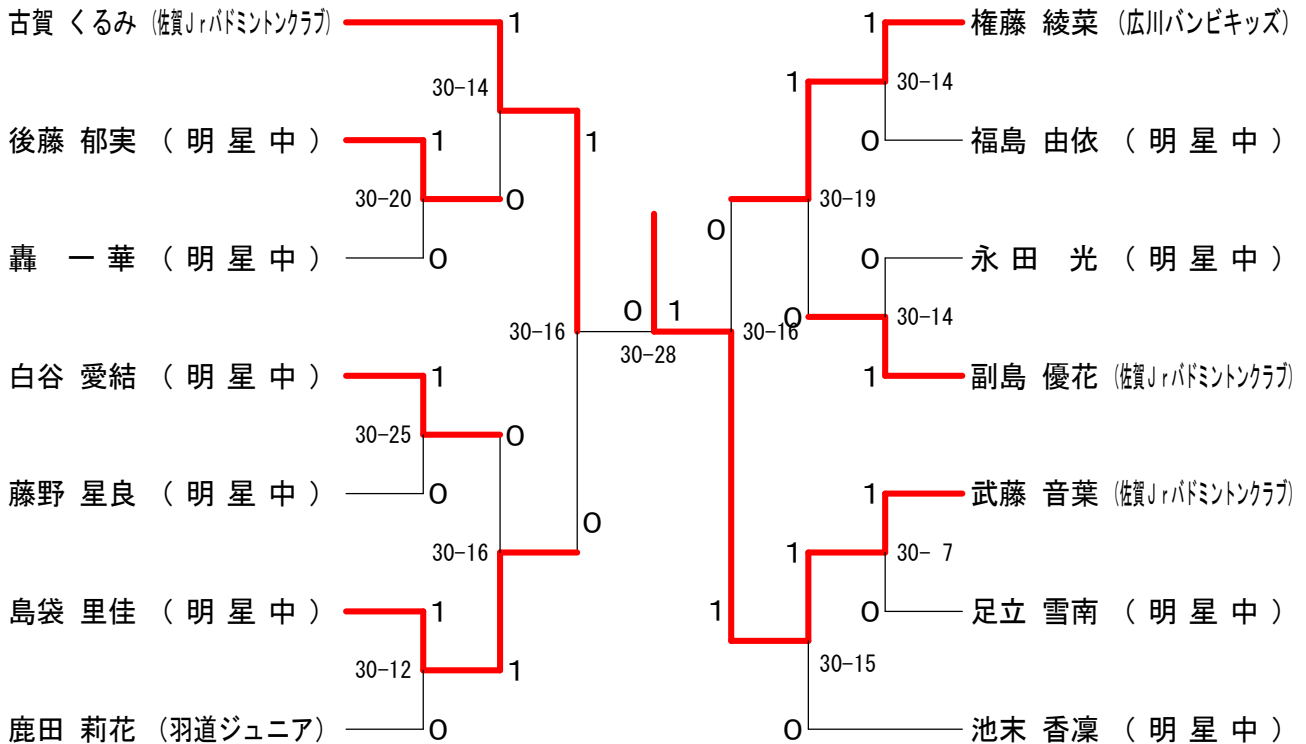 古賀 くるみ (佐賀Jrバドミントンクラブ) 1 1 権藤 綾菜 (広川バンビキッズ)
30-14 1 30-14
後藤 郁実 ( 明 星 中 ) 1 1 0 福島 由依 ( 明 星 中 )
30-20 0 30-19
0
轟 一 華 ( 明 星 中 ) 0 0 永 田 光 ( 明 星 中 )
30-16 0 1 30-16 0 30-14
30-28
白谷 愛結 ( 明 星 中 ) 1 1 副島 優花 (佐賀Jrバドミントンクラブ)
30-25 0
藤野 星良 ( 明 星 中 ) 0 1 武藤 音葉 (佐賀Jrバドミントンクラブ)
0
30-16 1 30- 7
島袋 里佳 ( 明 星 中 ) 1 1 0 足立 雪南 ( 明 星 中 )
30-12 1 30-15
鹿田 莉花 (羽道ジュニア) 0 0 池末 香凜 ( 明 星 中 )